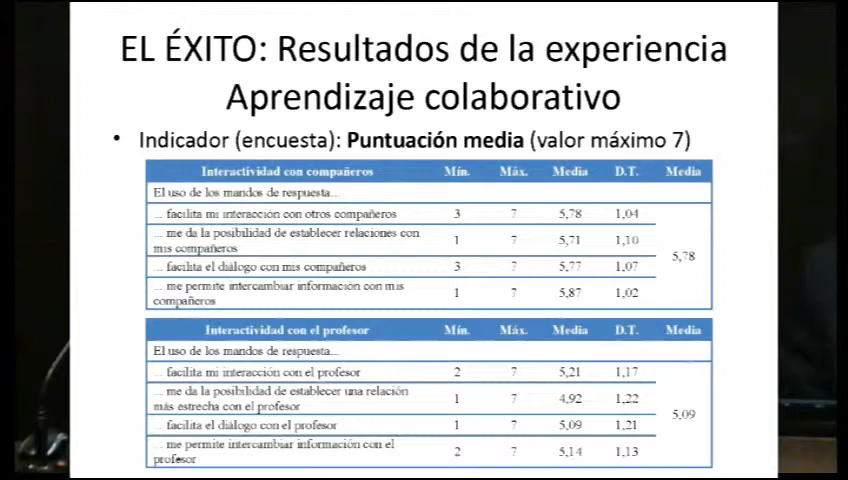 EL ÉXITO: Resultados de la experiencia
Aprendizaje colaborativo
• Indicador (encuesta): Puntuación media (valor máximo 7)
Interactividad con compañeros Mín. Máx. Media D.T. Media
El uso de los mandos de respuesta...
... facilita mi interacción con otros compañeros 3 7 5,78 1,04
... me da la posibilidad de establecer relaciones con
mis compañeros 1 7 5,71 1,10
5,78
... facilita el diálogo con mis compañeros 3 7 5,77 1,07
... me permite intercambiar información con mis
compañeros 1 7 5,87 1,02
Interactividad con el profesor Mín. Máx. Media D.T. Media
El uso de los mandos de respuesta...
... facilita mi interacción con el profesor 2 7 5,21 1,17
... me da la posibilidad de establecer una relación
más estrecha con el profesor 1 7 4,92 1,22
5,09
... facilita el diálogo con el profesor 1 7 5,09 1,21
... me permite intercambiar información con el
profesor 2 7 5,14 1,13